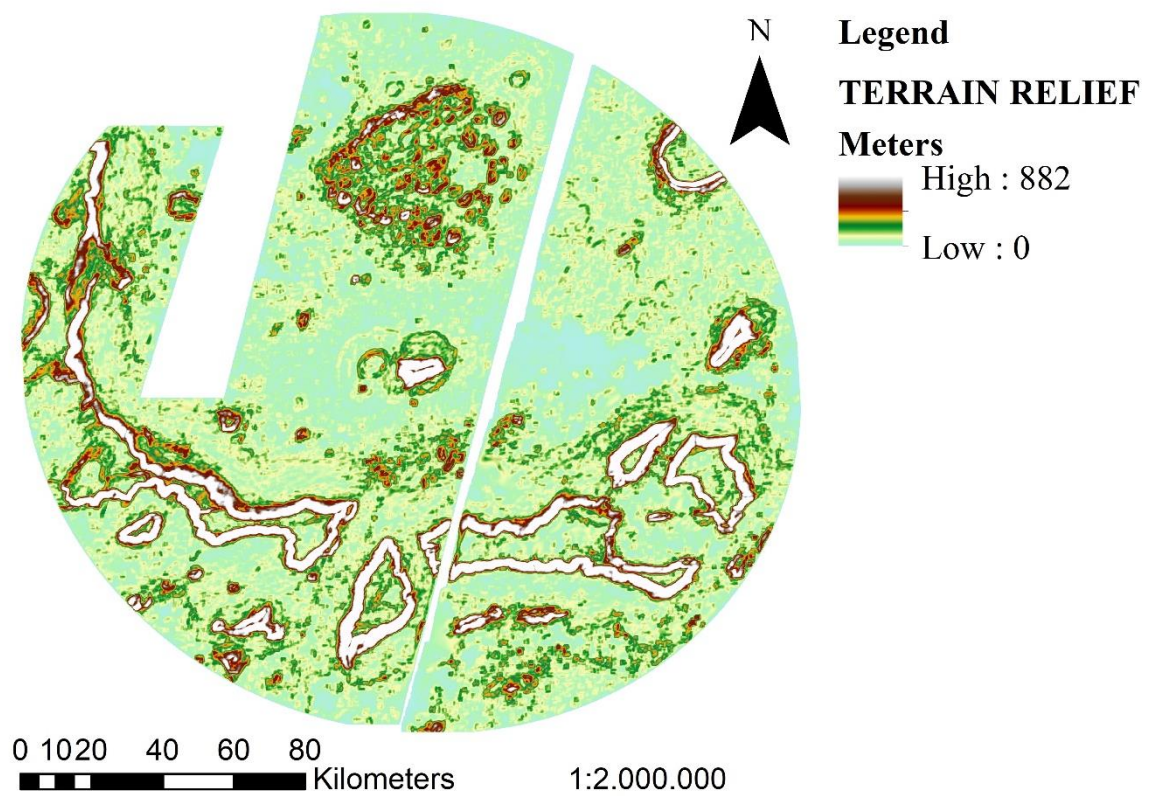 N
Legend
TERRAIN RELIEF
Meters
High : 882
Low : 0
0 10 20 40 60 80
Kilometers 1:2.000.000